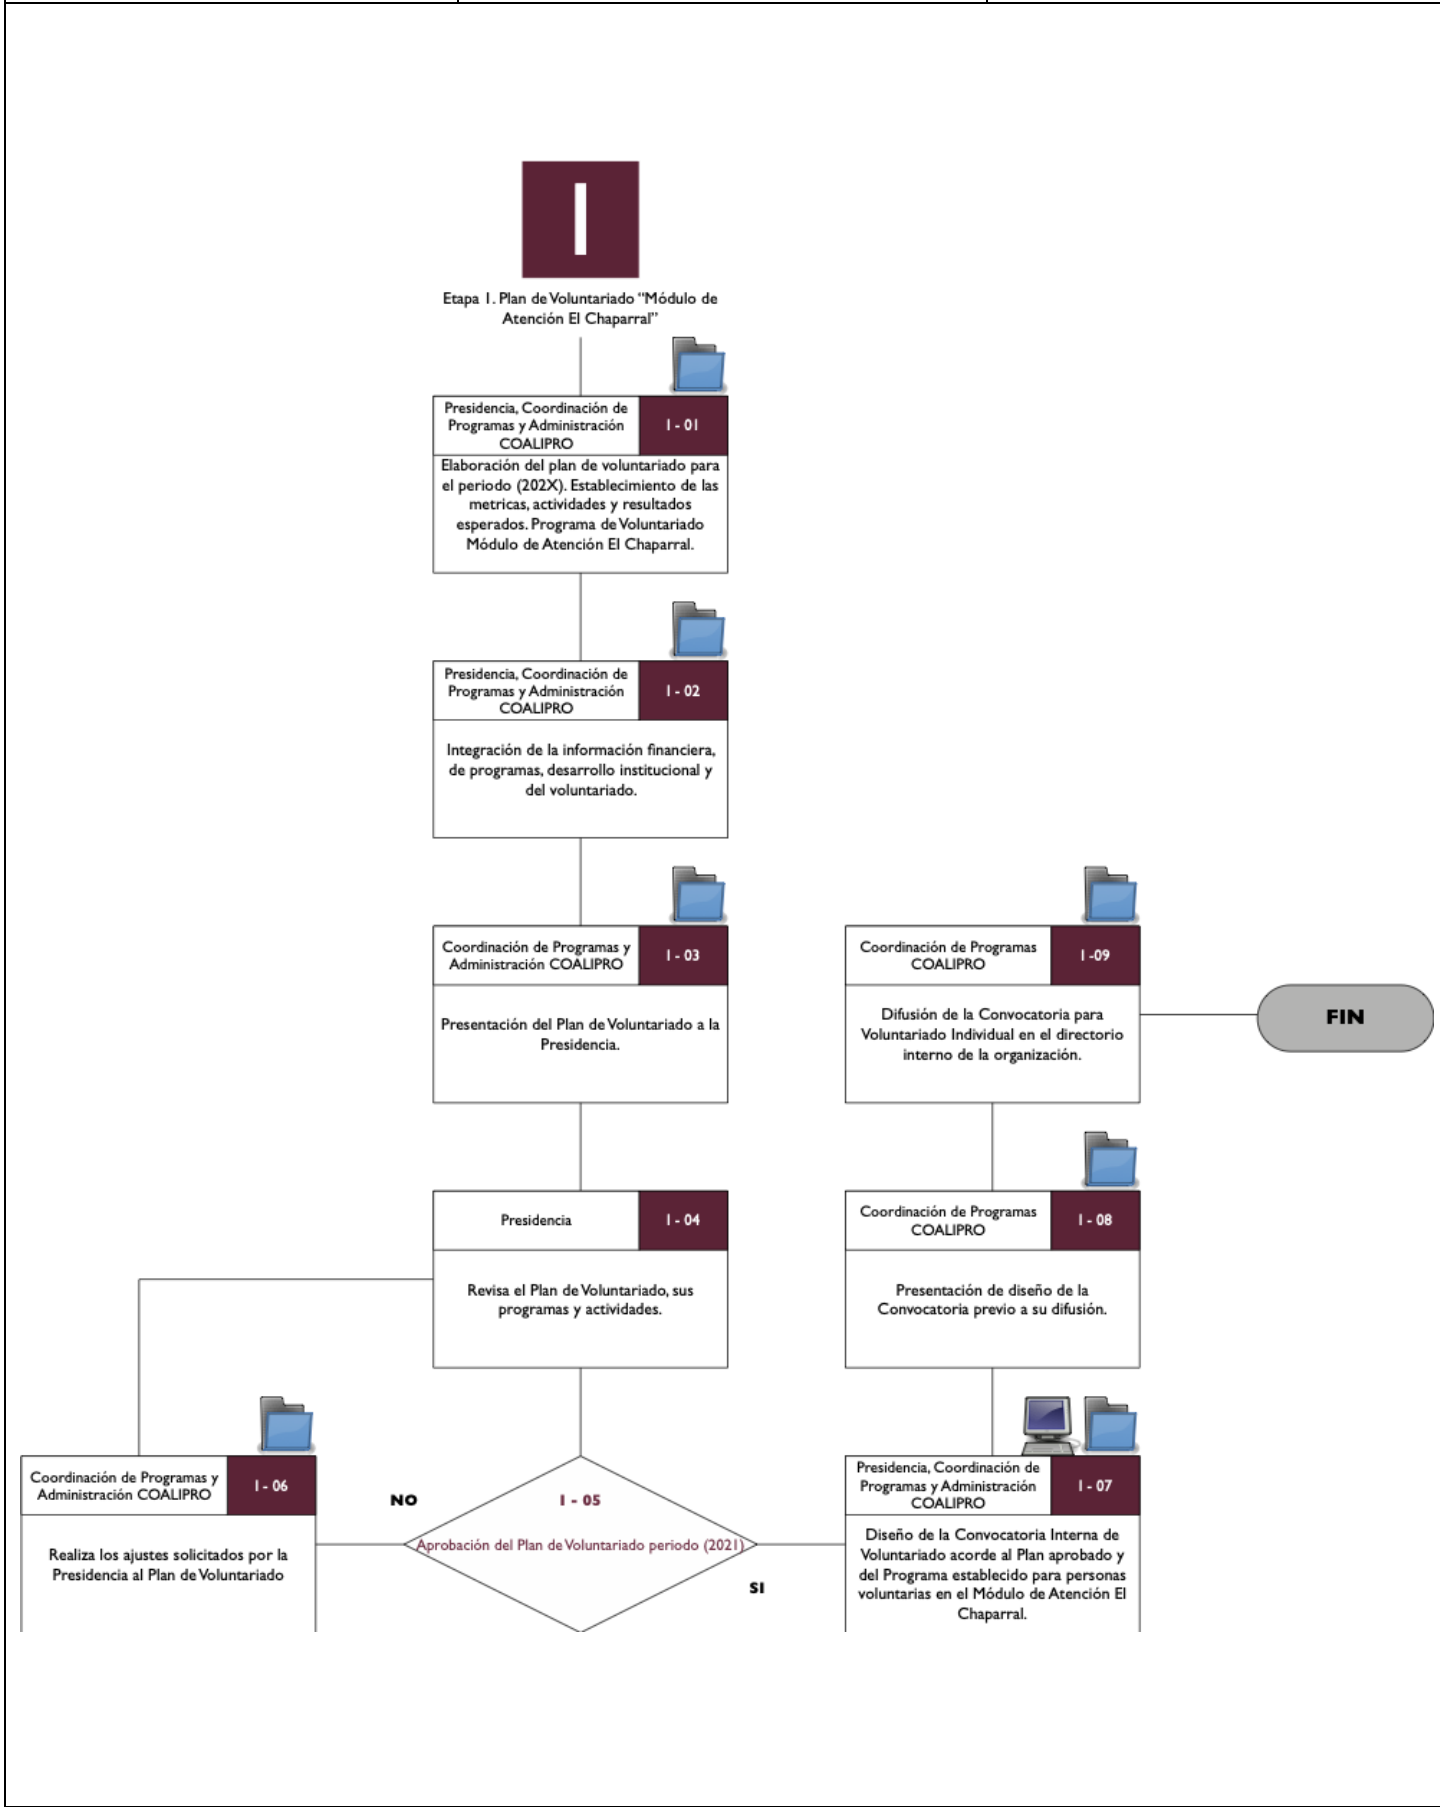 I
Etapa 1. Plan de Voluntariado "Módulo de
Atención El Chaparral"
Presidencia, Coordinación de
Programas y Administración
COALIPRO
1 - 01
Elaboración del plan de voluntariado para
el periodo (202X). Establecimiento de las
metricas, actividades y resultados
esperados. Programa de Voluntariado
Módulo de Atención El Chaparral.
Presidencia, Coordinación de
Programas y Administración
COALIPRO
1 - 02
Integración de la información financiera,
de programas, desarrollo institucional y
del voluntariado.
Coordinación de Programas y
Administración COALIPRO
1 - 03
Presentación del Plan de Voluntariado a la
Presidencia.
Presidencia
1 - 04
Revisa el Plan de Voluntariado, sus
programas y actividades.
1 - 05
Aprobación del Plan de Voluntariado periodo (2021)
NO
SI
Coordinación de Programas y
Administración COALIPRO
1 - 06
Realiza los ajustes solicitados por la
Presidencia al Plan de Voluntariado
Presidencia, Coordinación de
Programas y Administración
COALIPRO
1 - 07
Diseño de la Convocatoria Interna de
Voluntariado acorde al Plan aprobado y
del Programa establecido para personas
voluntarias en el Módulo de Atención El
Chaparral.
Coordinación de Programas
COALIPRO
1 - 08
Presentación de diseño de la
Convocatoria previo a su difusión.
Coordinación de Programas
COALIPRO
1 -09
Difusión de la Convocatoria para
Voluntariado Individual en el directorio
interno de la organización.
FIN